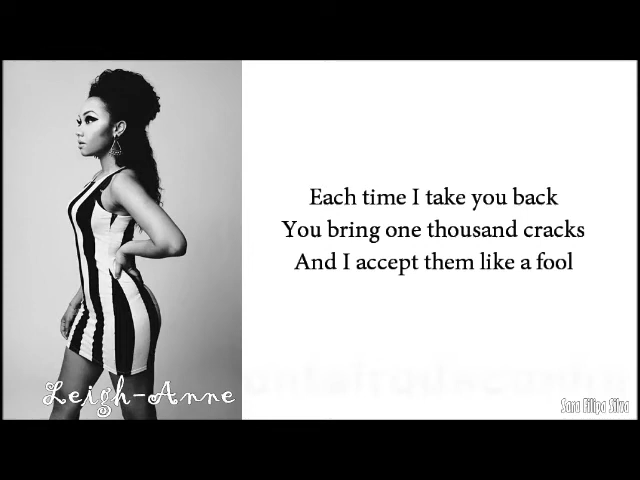 Each time I take you back
You bring one thousand cracks
And I accept them like a fool
Leigh-Anne
Sara Filipa Silva